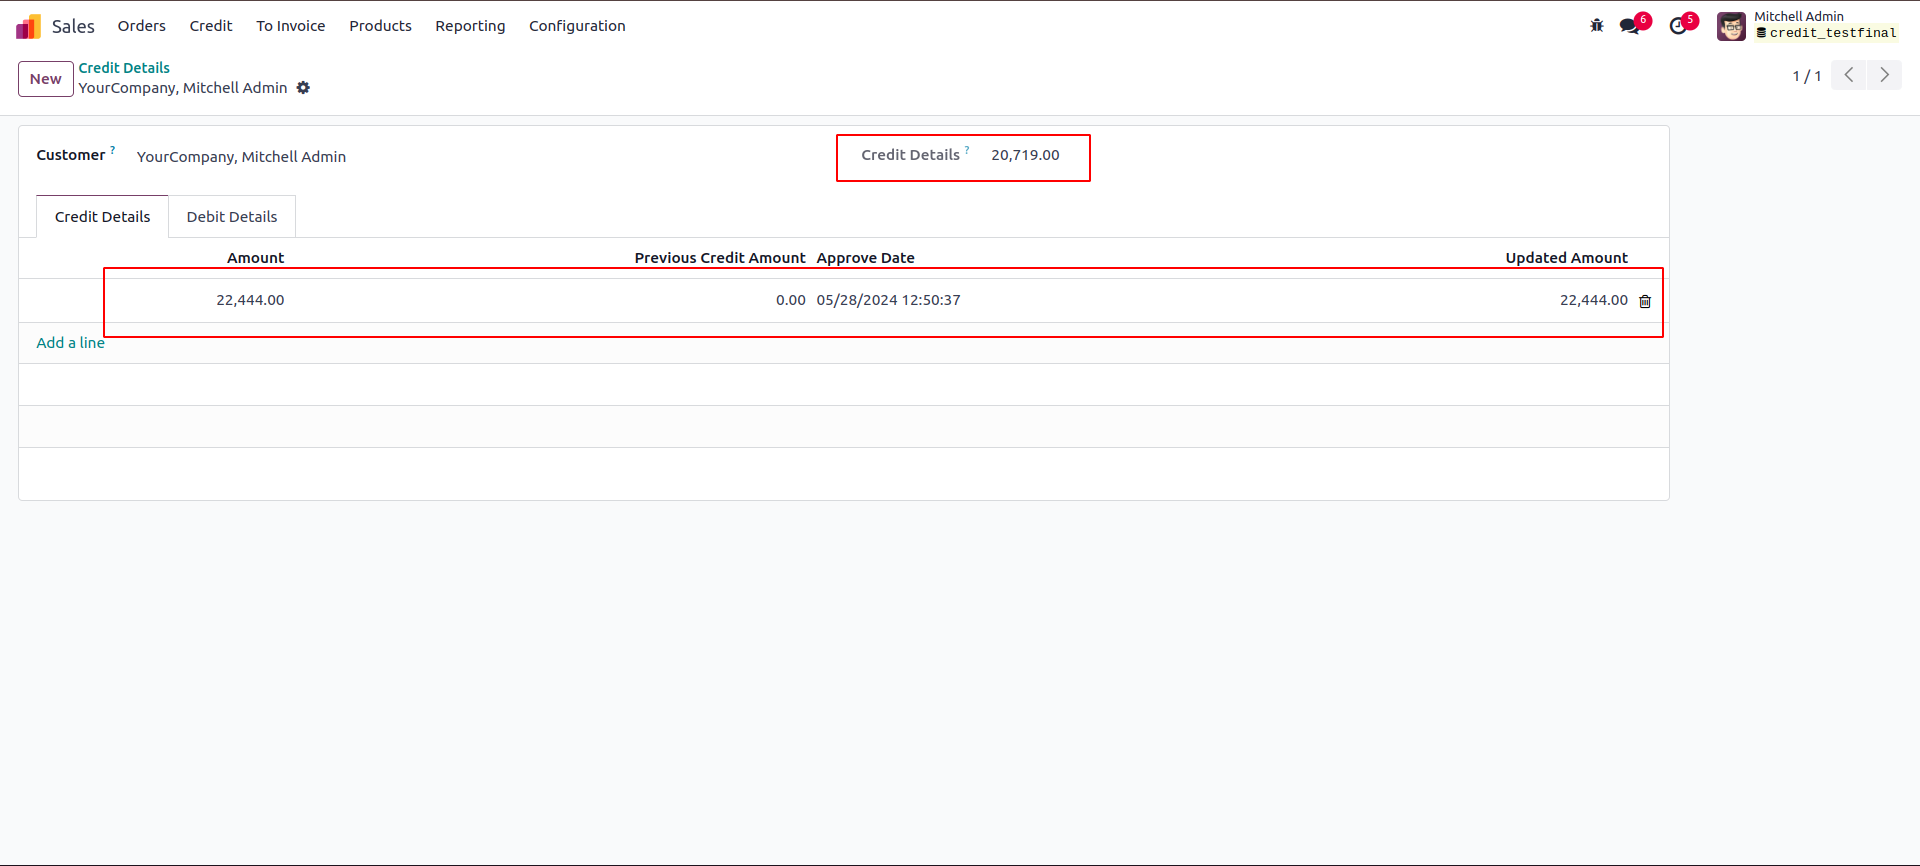 Sales Orders Credit To Invoice Products Reporting Configuration 6 5 Mitchell Admin
credit_testfinal
New Credit Details
YourCompany, Mitchell Admin
1 / 1
Customer ? YourCompany, Mitchell Admin Credit Details ? 20,719.00
Credit Details Debit Details
Amount Previous Credit Amount Approve Date Updated Amount
22,444.00 0.00 05/28/2024 12:50:37 22,444.00
Add a line